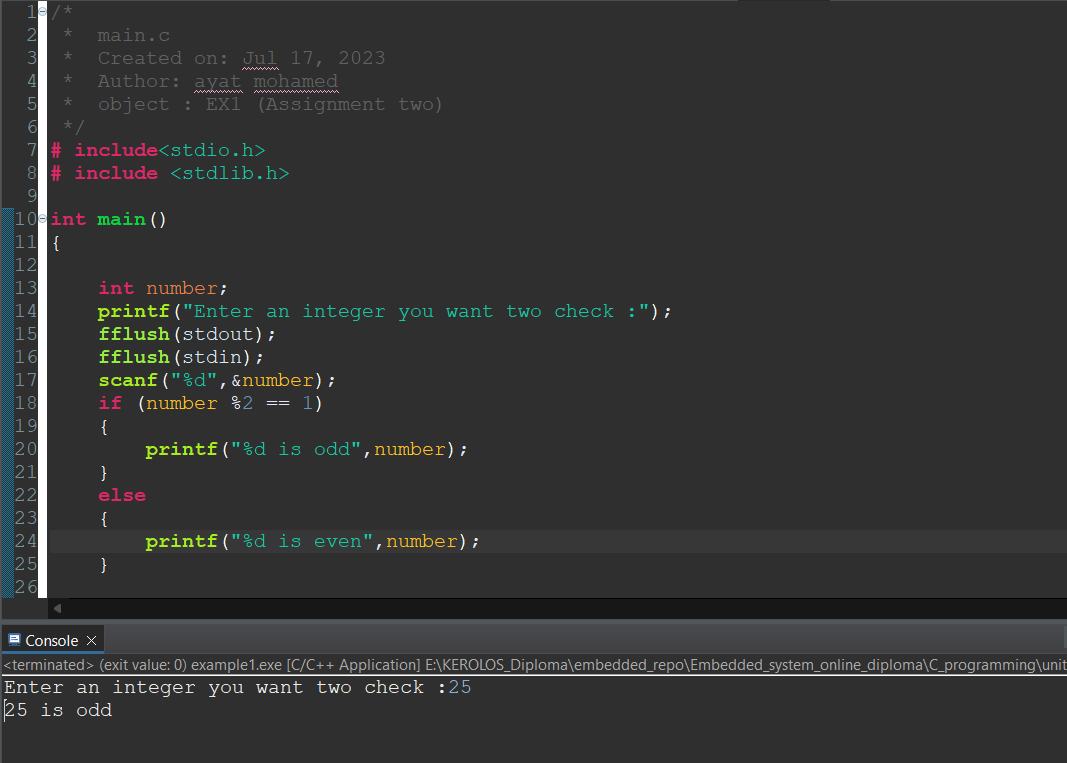 1 /*
2 * main.c
3 * Created on: Jul 17, 2023
4 * Author: ayat mohamed
5 * object : EX1 (Assignment two)
6 */
7 # include<stdio.h>
8 # include <stdlib.h>
9
10 int main()
11 {
12
13 int number;
14 printf("Enter an integer you want two check :");
15 fflush(stdout);
16 fflush(stdin);
17 scanf("%d",&number);
18 if (number %2 == 1)
19 {
20 printf("%d is odd",number);
21 }
22 else
23 {
24 printf("%d is even",number);
25 }
26
Console
<terminated> (exit value: 0) example1.exe [C/C++ Application] E:\KEROLOS_Diploma\embedded_repo\Embedded_system_online_diploma\C_programming\unit
Enter an integer you want two check :25
25 is odd